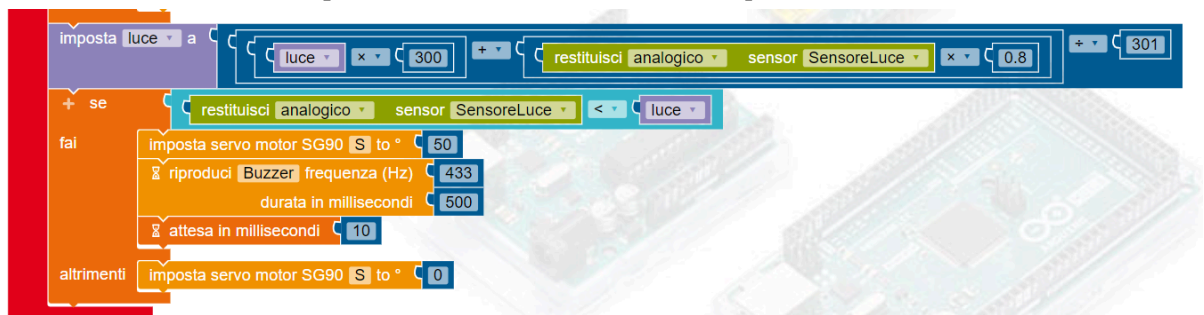 imposta luce a luce × 300 + restituisci analogico sensor SensoreLuce × 0.8 ÷ 301
+ se restituisci analogico sensor SensoreLuce < luce
fai imposta servo motor SG90 S to ° 50
riproduci Buzzer frequenza (Hz) 433
durata in millisecondi 500
attesa in millisecondi 10
altrimenti imposta servo motor SG90 S to ° 0